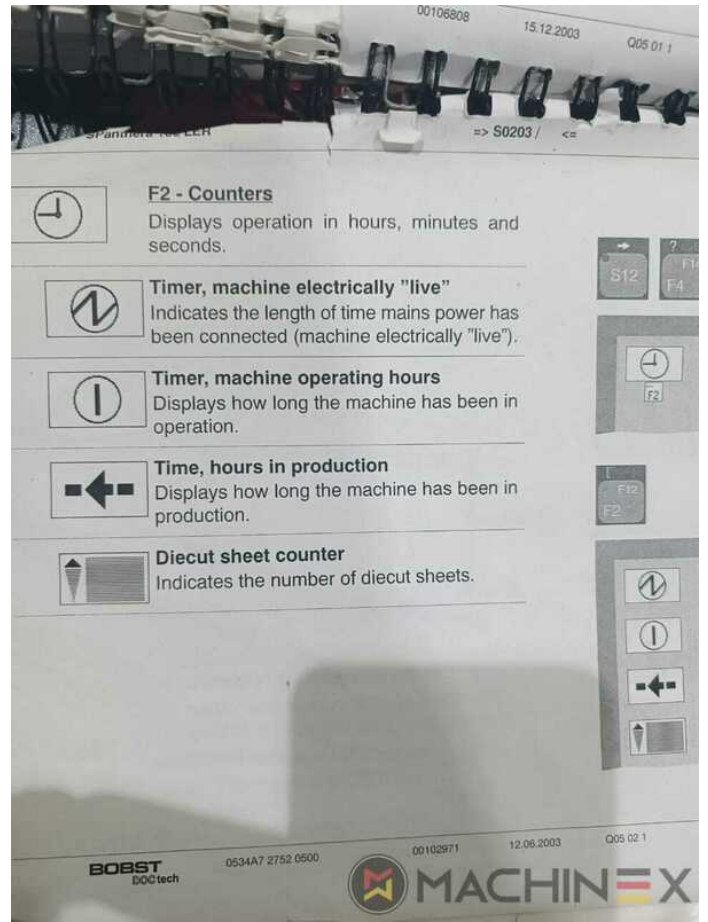 00106808 15.12.2003 Q05 01 1
=> S0203 / <=
F2 - Counters
Displays operation in hours, minutes and
seconds.
Timer, machine electrically "live"
Indicates the length of time mains power has
been connected (machine electrically "live").
Timer, machine operating hours
Displays how long the machine has been in
operation.
Time, hours in production
Displays how long the machine has been in
production.
Diecut sheet counter
Indicates the number of diecut sheets.
S12
?
F14
F4
F2
F12
F2
BOBST
DOCtech
0534A7 2752 0500 00102971 12.06.2003 Q05 02 1
MACHINEX